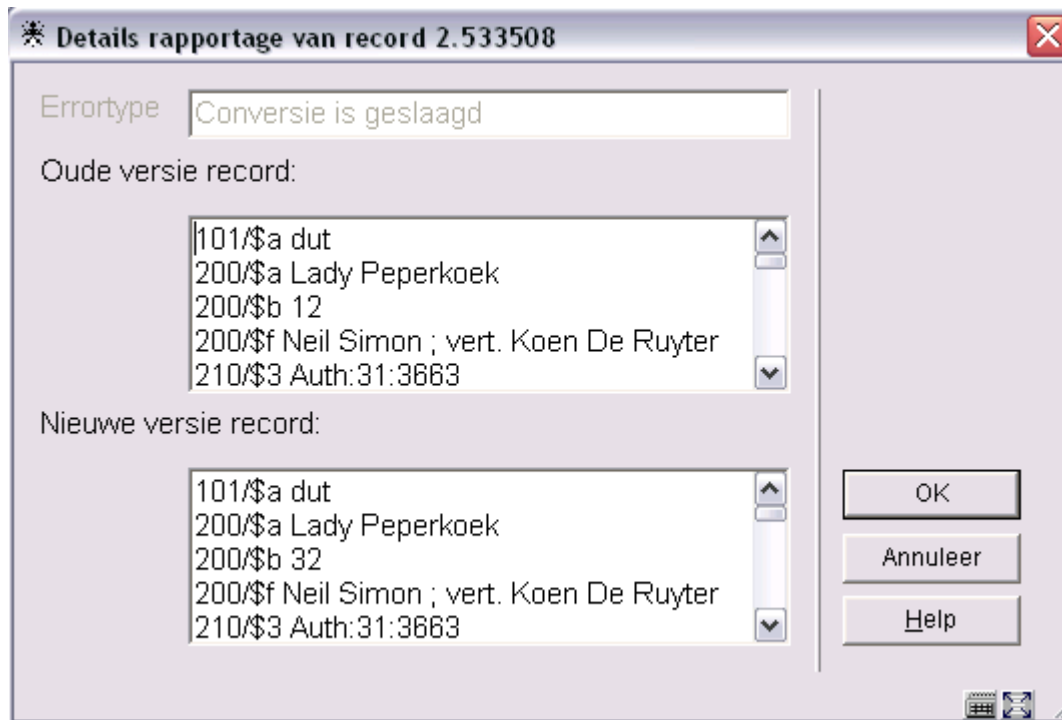 Details rapportage van record 2.533508
Errortype Conversie is geslaagd
Oude versie record:
101/$a dut
200/$a Lady Peperkoek
200/$b 12
200/$f Neil Simon ; vert. Koen De Ruyter
210/$3 Auth:31:3663
Nieuwe versie record:
101/$a dut
200/$a Lady Peperkoek
200/$b 32
200/$f Neil Simon ; vert. Koen De Ruyter
210/$3 Auth:31:3663
OK
Annuleer
Help